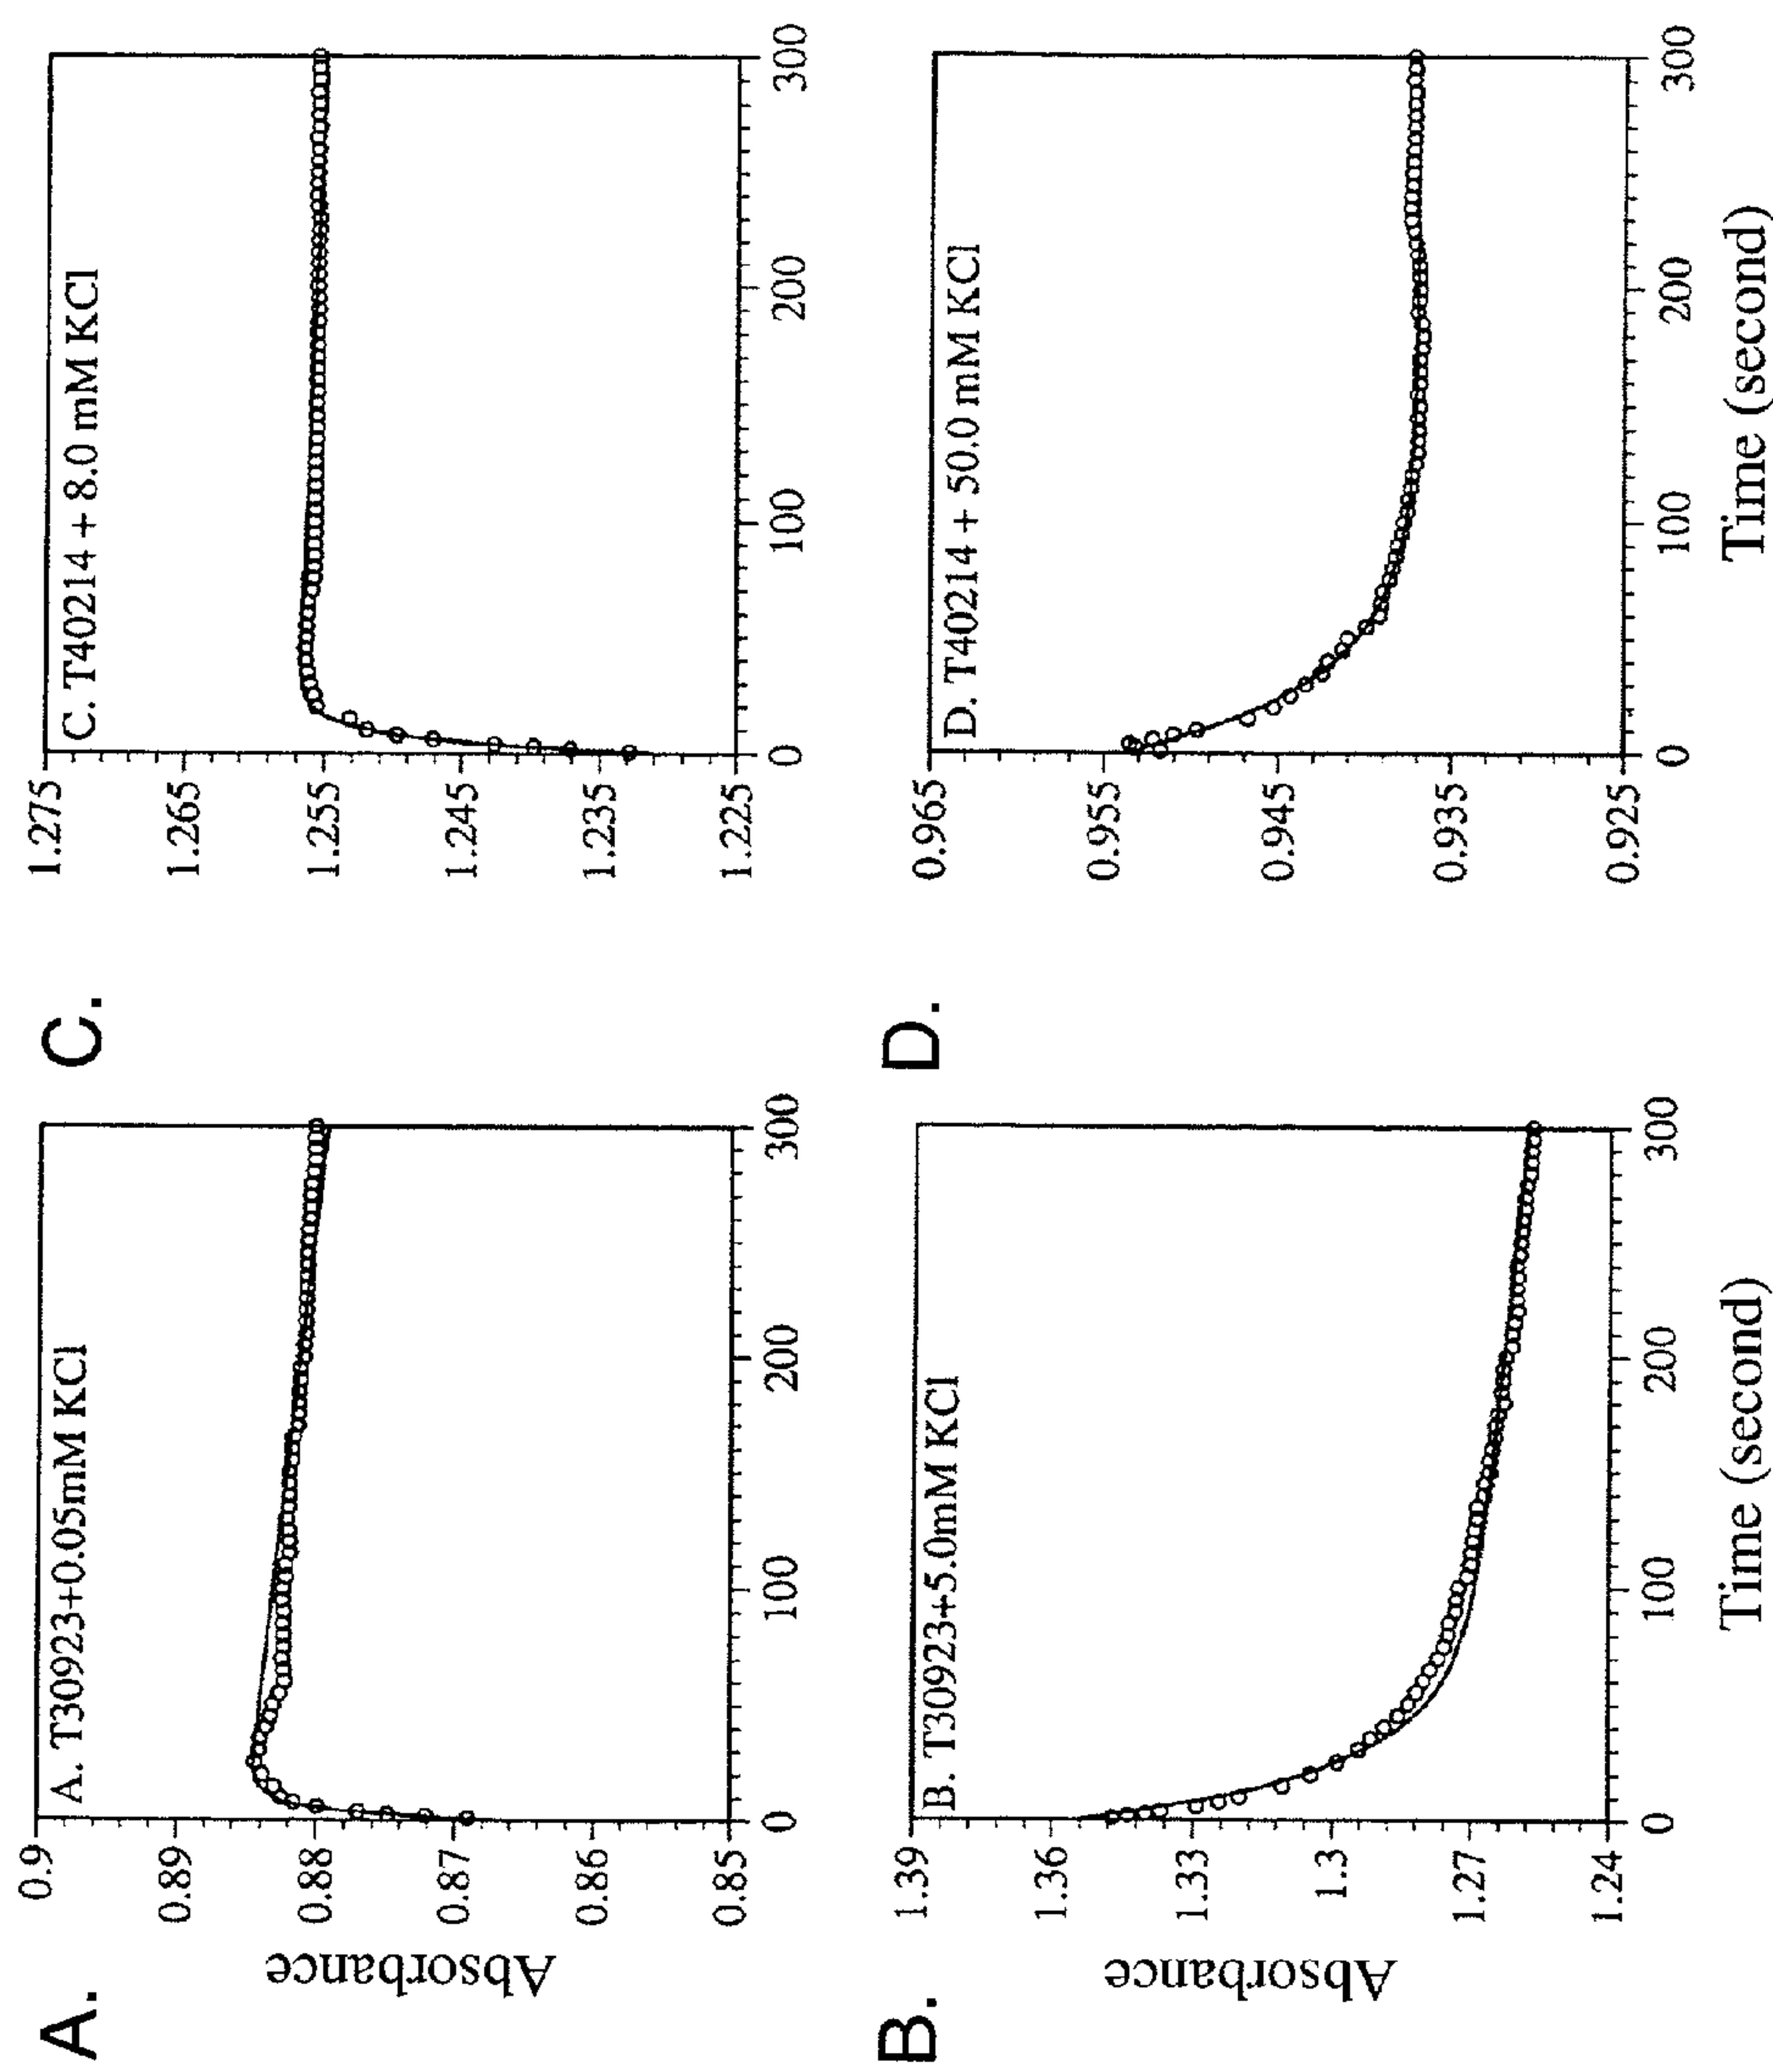 A.
A. T30923+0.05mM KCl
Absorbance
0.9
0.89
0.88
0.87
0.86
0.85
0 100 200 300
C.
C. T40214 + 8.0 mM KCl
1.275
1.265
1.255
1.245
1.235
1.225
0 100 200 300
B.
B. T30923+5.0mM KCl
Absorbance
1.39
1.36
1.33
1.3
1.27
1.24
0 100 200 300
Time (second)
D.
D. T40214 + 50.0 mM KCl
0.965
0.955
0.945
0.935
0.925
0 100 200 300
Time (second)